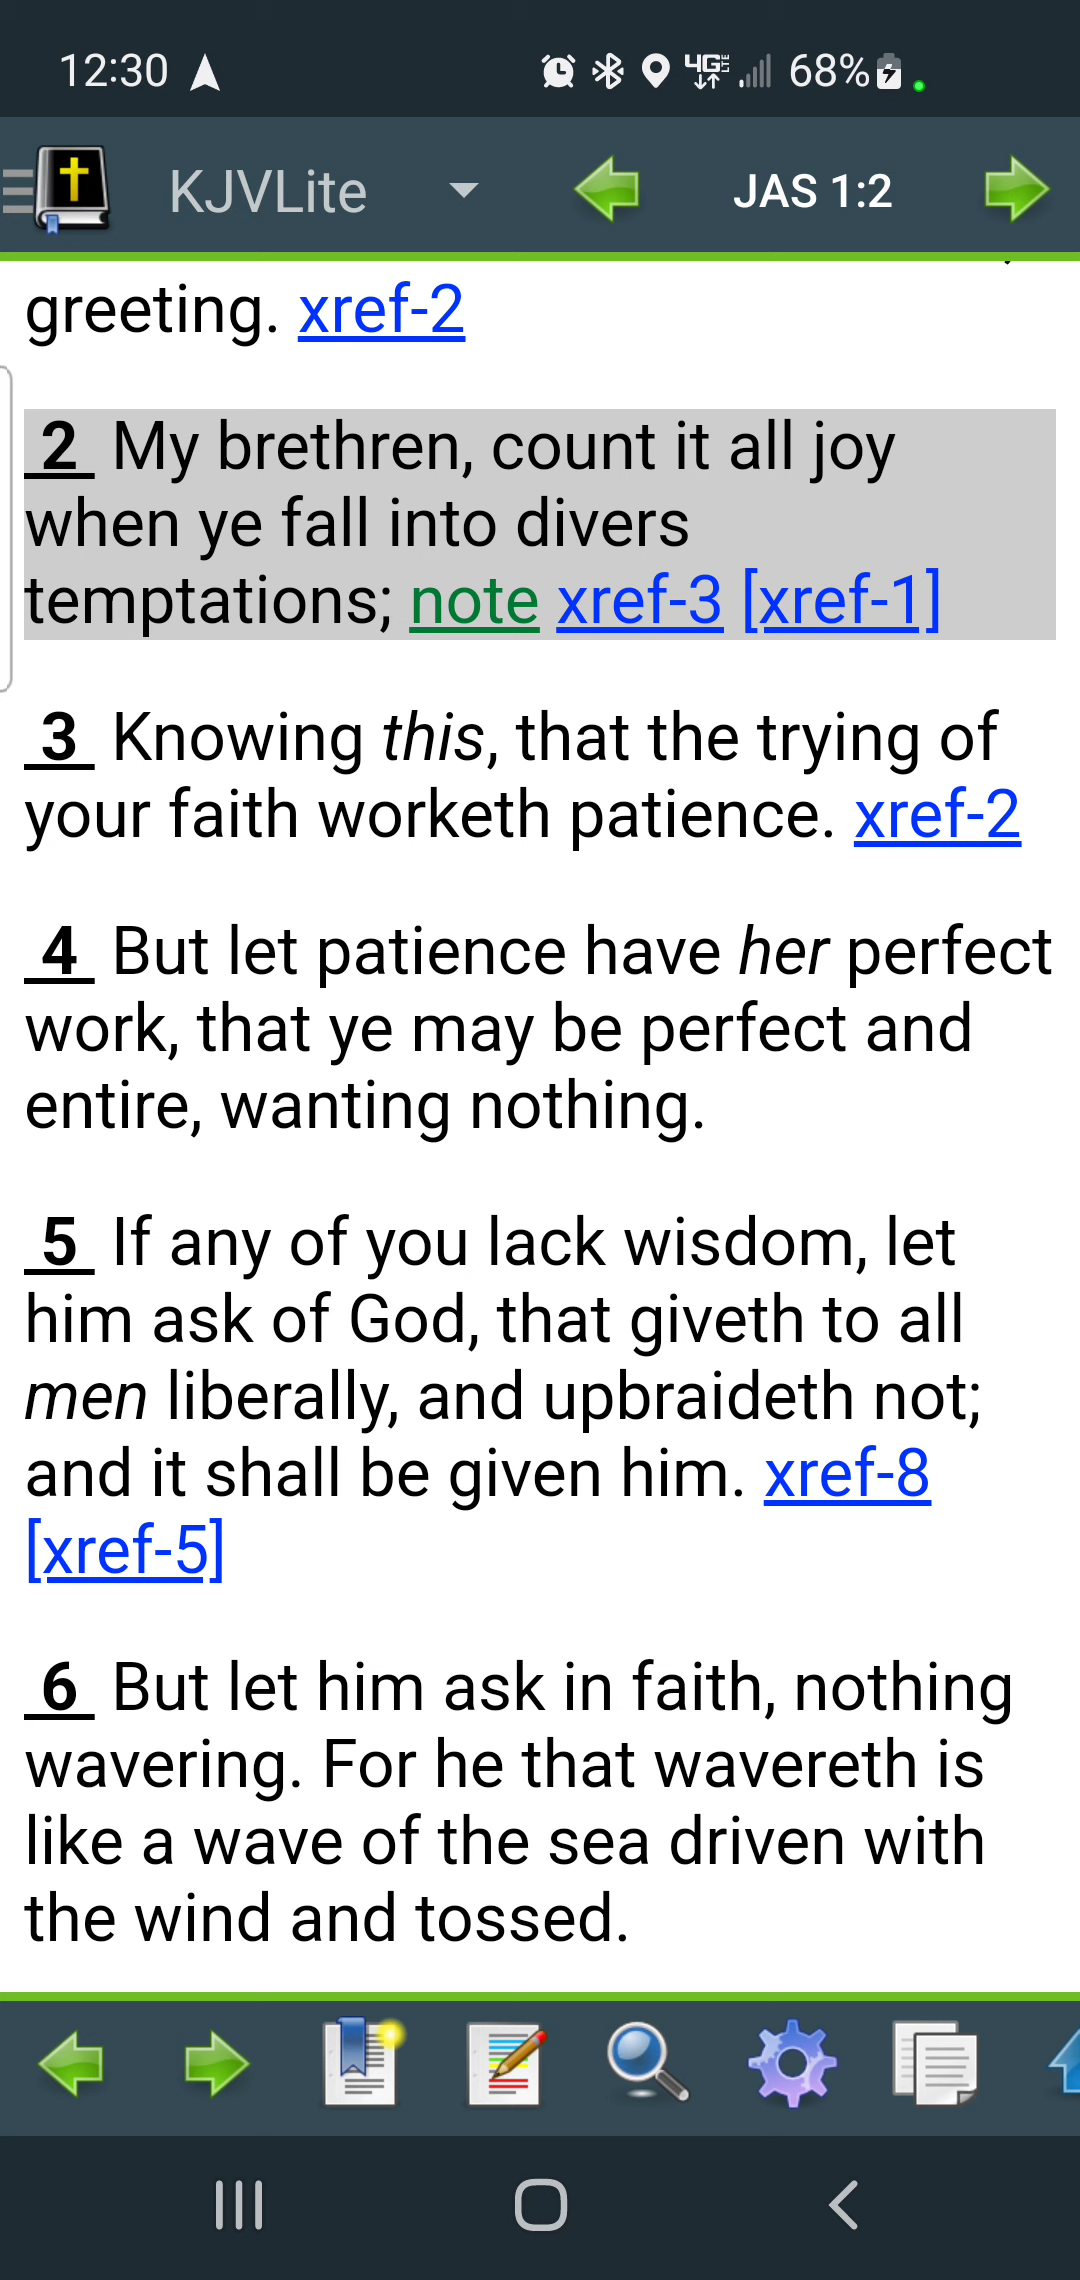 12:30 4G LTE 68%
KJVLite JAS 1:2
greeting. xref-2
2 My brethren, count it all joy
when ye fall into divers
temptations; note xref-3 [xref-1]
3 Knowing this, that the trying of
your faith worketh patience. xref-2
4 But let patience have her perfect
work, that ye may be perfect and
entire, wanting nothing.
5 If any of you lack wisdom, let
him ask of God, that giveth to all
men liberally, and upbraideth not;
and it shall be given him. xref-8
[xref-5]
6 But let him ask in faith, nothing
wavering. For he that wavereth is
like a wave of the sea driven with
the wind and tossed.